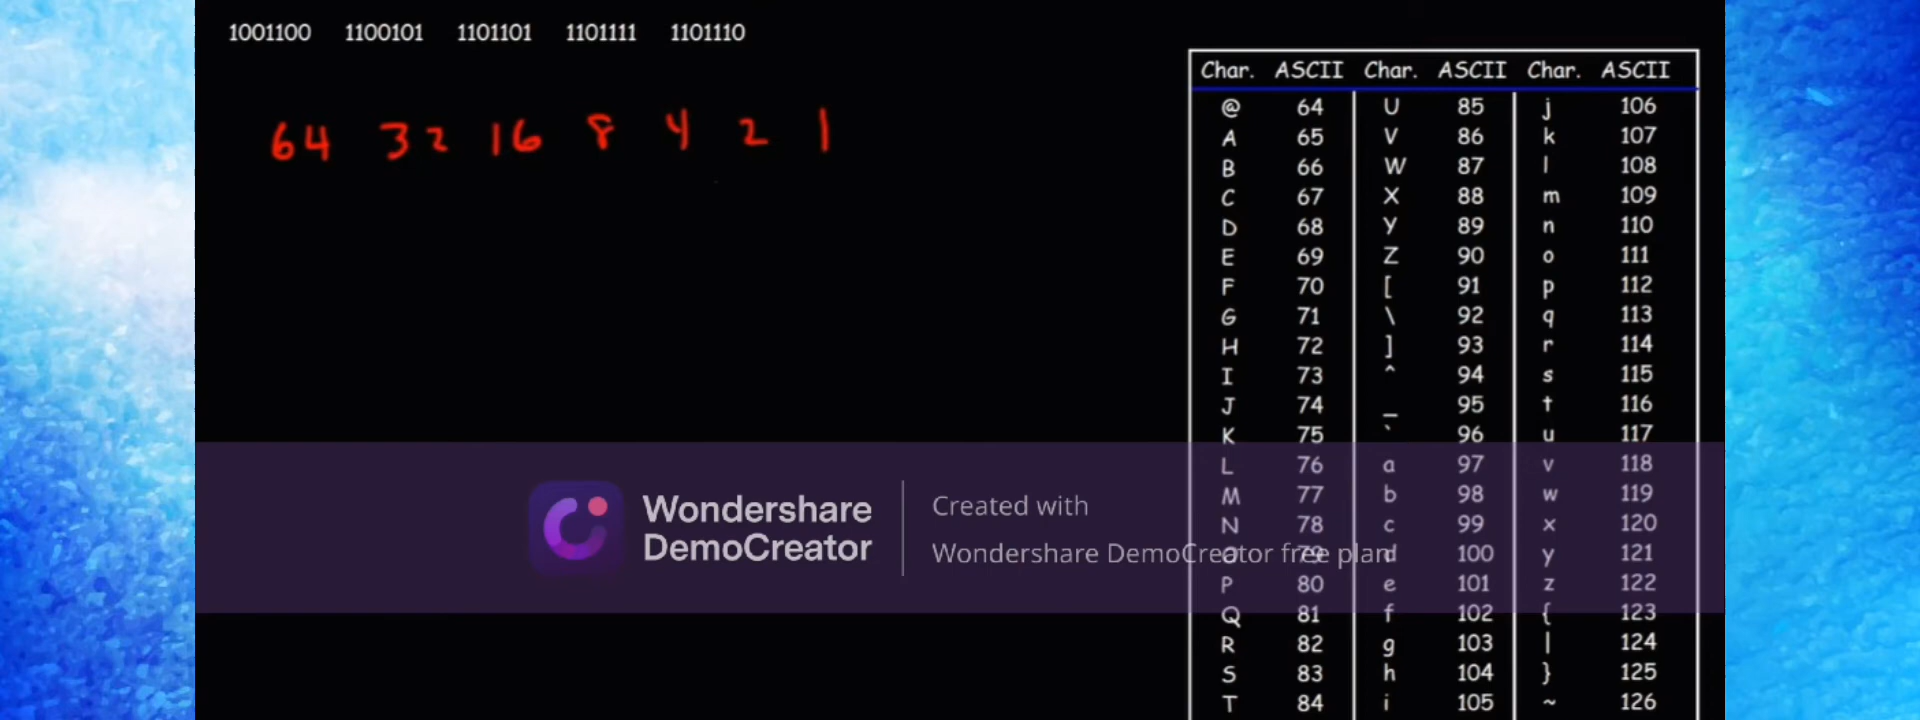 1001100 1100101 1101101 1101111 1101110
64 32 16 8 4 2 1
Char. ASCII Char. ASCII Char. ASCII
@ 64 U 85 j 106
A 65 V 86 k 107
B 66 W 87 l 108
C 67 X 88 m 109
D 68 Y 89 n 110
E 69 Z 90 o 111
F 70 [ 91 p 112
G 71 \ 92 q 113
H 72 ] 93 r 114
I 73 ^ 94 s 115
J 74 _ 95 t 116
K 75 ` 96 u 117
L 76 a 97 v 118
M 77 b 98 w 119
N 78 c 99 x 120
O 79 d 100 y 121
P 80 e 101 z 122
Q 81 f 102 { 123
R 82 g 103 | 124
S 83 h 104 } 125
T 84 i 105 ~ 126
Wondershare
DemoCreator
Created with
Wondershare DemoCreator free plan